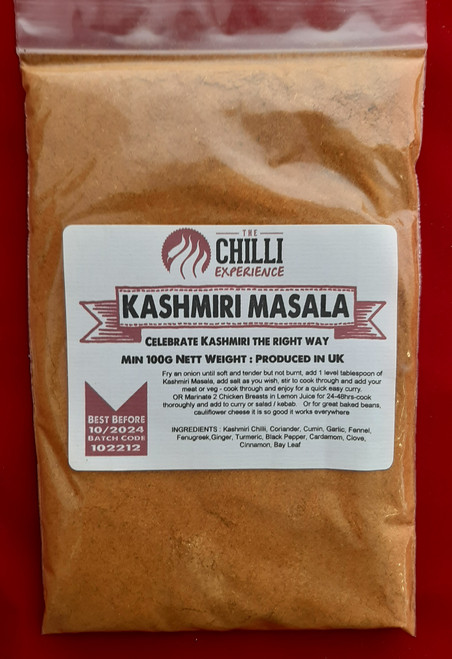 THE
CHILLI
EXPERIENCE
KASHMIRI MASALA
CELEBRATE KASHMIRI THE RIGHT WAY
MIN 100G NETT WEIGHT : PRODUCED IN UK
Fry an onion until soft and tender but not burnt, add 1 level tablespoon of
Kashmiri Masala, add salt as you wish, stir to cook through and add your
meat or veg - cook through and enjoy for a quick easy curry.
OR Marinate 2 Chicken Breasts in Lemon Juice for 24-48hrs-cook
thoroughly and add to curry or salad / kebab. Or for great baked beans,
cauliflower cheese it is so good it works everywhere
INGREDIENTS : Kashmiri Chilli, Coriander, Cumin, Garlic, Fennel,
Fenugreek,Ginger, Turmeric, Black Pepper, Cardamom, Clove,
Cinnamon, Bay Leaf
BEST BEFORE
10/2024
BATCH CODE
102212